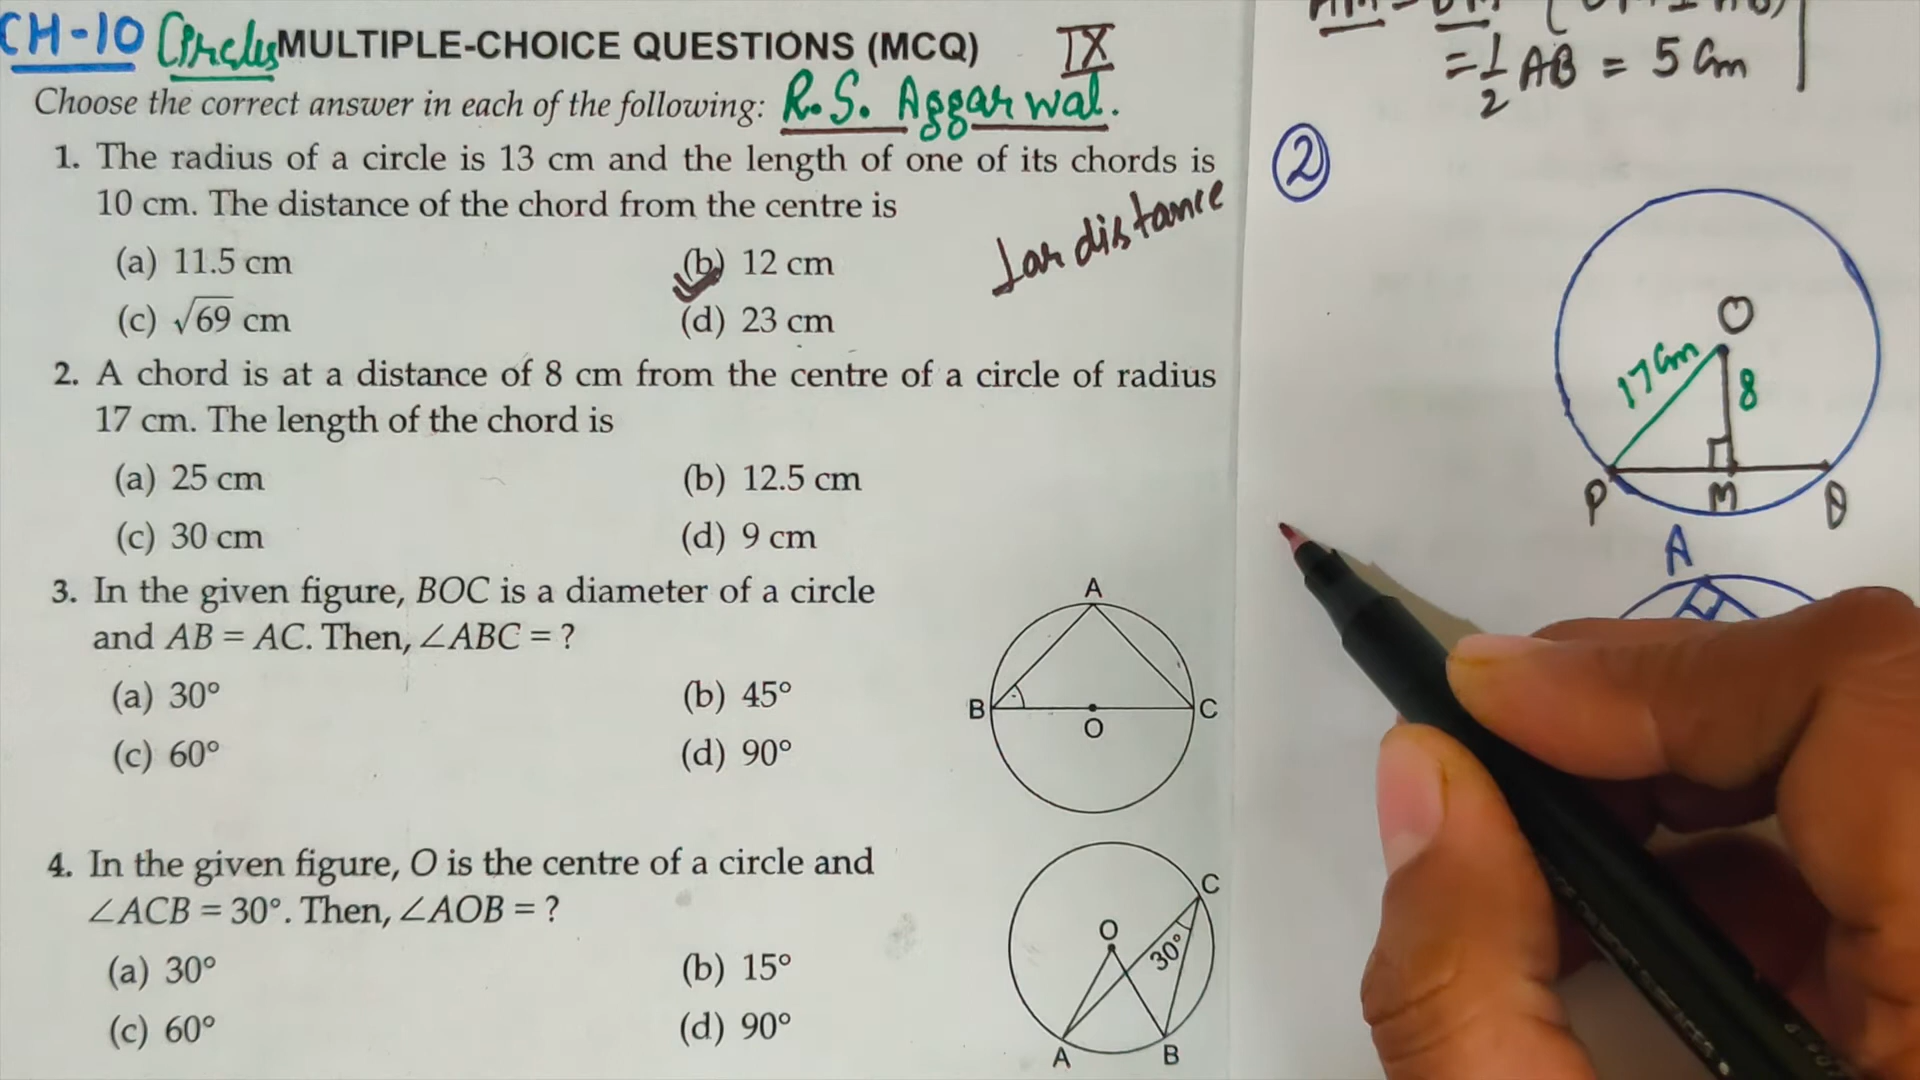 CH-10 Circles MULTIPLE-CHOICE QUESTIONS (MCQ) IX
Choose the correct answer in each of the following: R.S. Aggarwal.
1. The radius of a circle is 13 cm and the length of one of its chords is
10 cm. The distance of the chord from the centre is
(a) 11.5 cm (b) 12 cm
(c) √69 cm (d) 23 cm
⊥ar distance
2. A chord is at a distance of 8 cm from the centre of a circle of radius
17 cm. The length of the chord is
(a) 25 cm (b) 12.5 cm
(c) 30 cm (d) 9 cm
3. In the given figure, BOC is a diameter of a circle
and AB = AC. Then, ∠ABC = ?
(a) 30° (b) 45°
(c) 60° (d) 90°
A
B
O
C
4. In the given figure, O is the centre of a circle and
∠ACB = 30°. Then, ∠AOB = ?
(a) 30° (b) 15°
(c) 60° (d) 90°
C
O
30°
A
B
= 1/2 AB = 5 Cm
②
O
17 Cm
8
P
M
Q
A